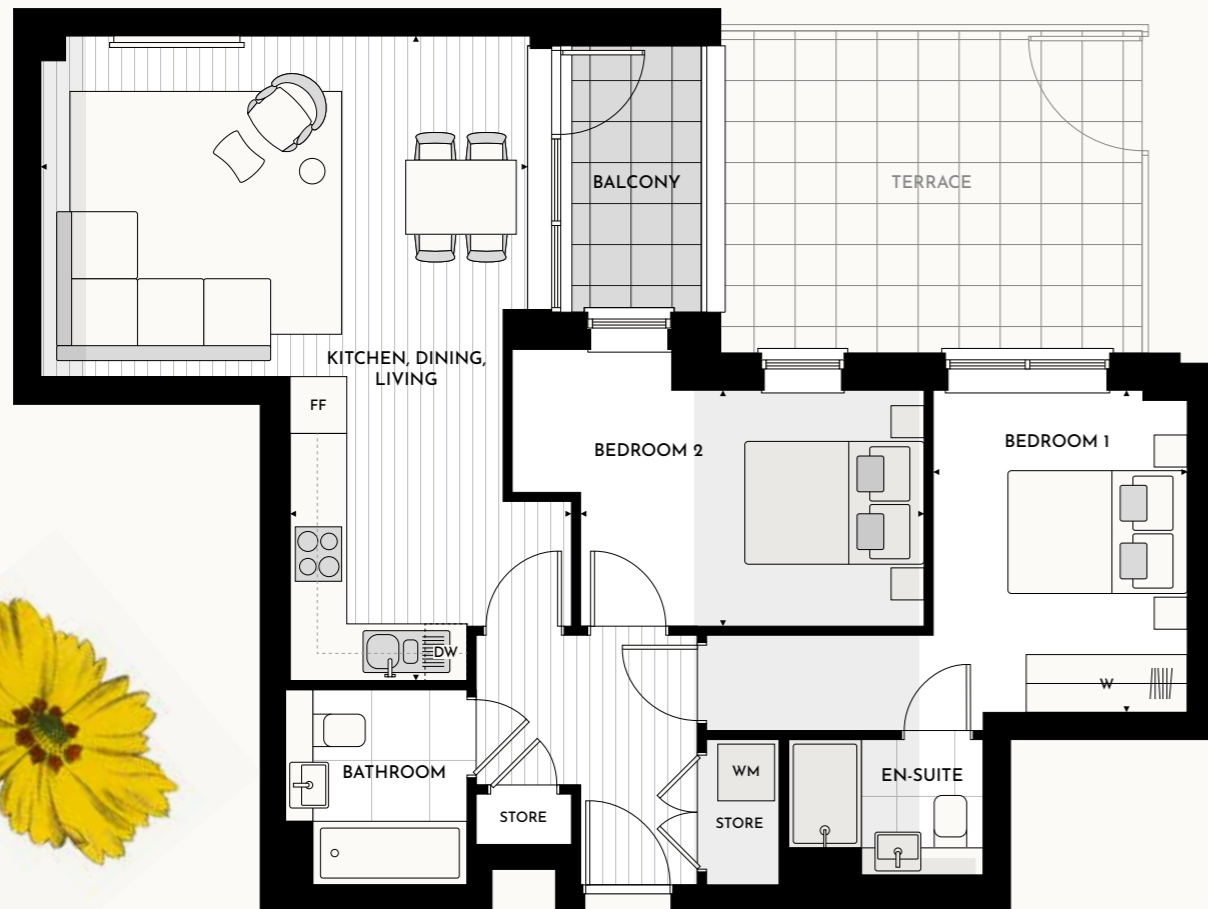 BALCONY
TERRACE
KITCHEN, DINING,
LIVING
FF
BEDROOM 2
BEDROOM 1
DW
W
BATHROOM
WM
EN-SUITE
STORE
STORE